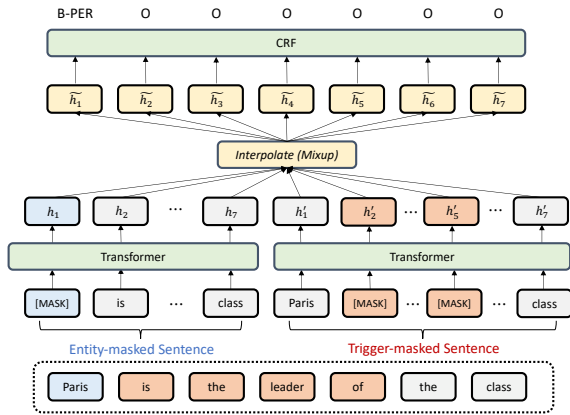 B-PER O O O O O O
CRF
h̃₁ h̃₂ h̃₃ h̃₄ h̃₅ h̃₆ h̃₇
Interpolate (Mixup)
h₁ h₂ ... h₇ h′₁ h′₂ ... h′₅ ... h′₇
Transformer Transformer
[MASK] is ... class Paris [MASK] ... [MASK] ... class
Entity-masked Sentence Trigger-masked Sentence
Paris is the leader of the class